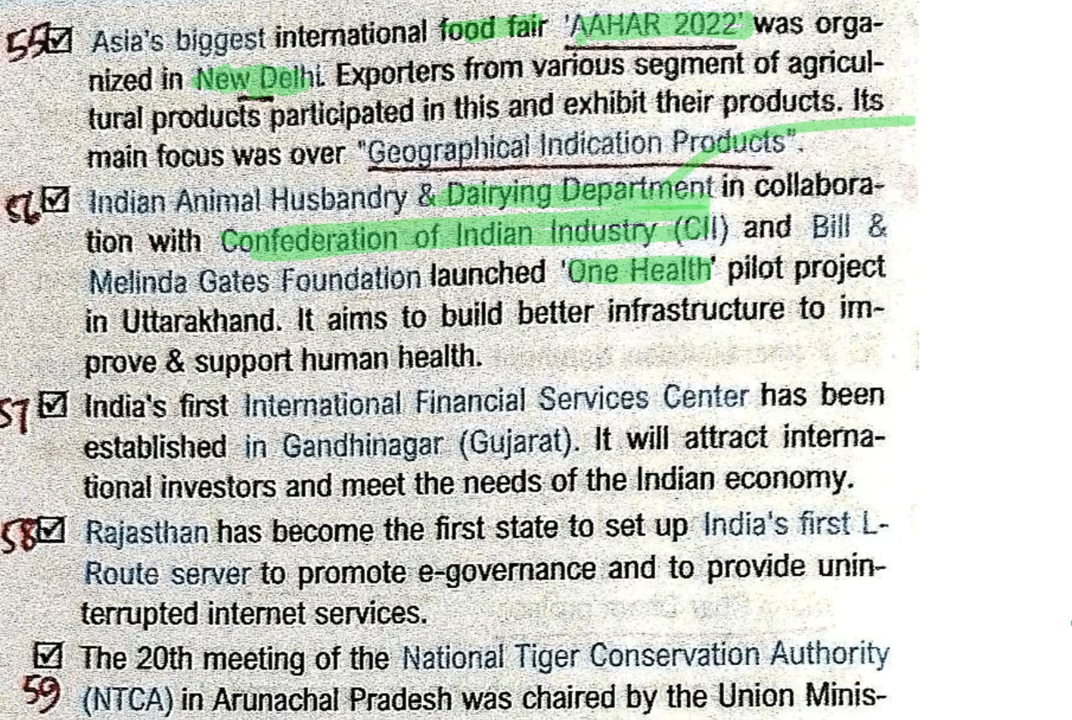 55 Asia's biggest international food fair 'AAHAR 2022' was orga-
nized in New Delhi. Exporters from various segment of agricul-
tural products participated in this and exhibit their products. Its
main focus was over "Geographical Indication Products".
56 Indian Animal Husbandry & Dairying Department in collabora-
tion with Confederation of Indian Industry (CII) and Bill &
Melinda Gates Foundation launched 'One Health' pilot project
in Uttarakhand. It aims to build better infrastructure to im-
prove & support human health.
57 India's first International Financial Services Center has been
established in Gandhinagar (Gujarat). It will attract interna-
tional investors and meet the needs of the Indian economy.
58 Rajasthan has become the first state to set up India's first L-
Route server to promote e-governance and to provide unin-
terrupted internet services.
The 20th meeting of the National Tiger Conservation Authority
59 (NTCA) in Arunachal Pradesh was chaired by the Union Minis-